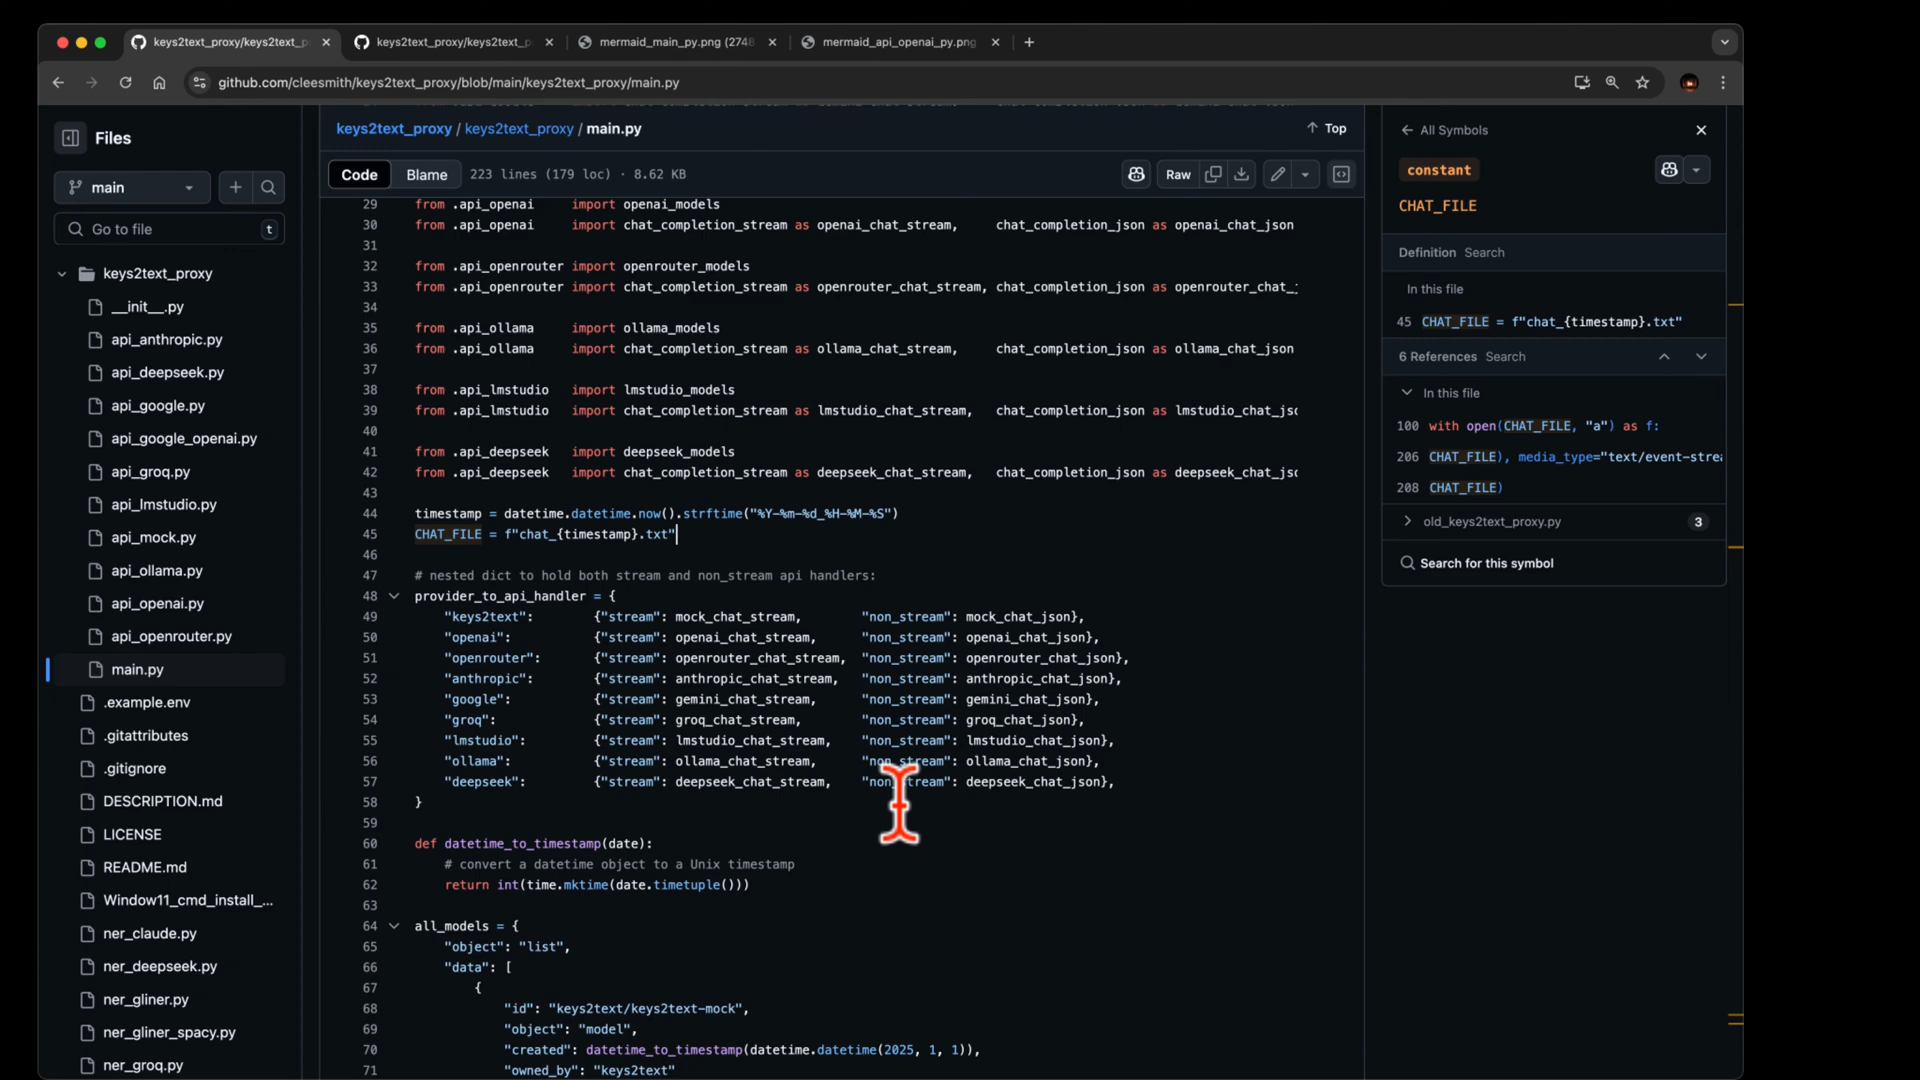 keys2text_proxy/keys2text_p
keys2text_proxy/keys2text_p
mermaid_main_py.png (2748
mermaid_api_openai_py.png
github.com/cleesmith/keys2text_proxy/blob/main/keys2text_proxy/main.py
Files
main
Go to file
t
keys2text_proxy
__init__.py
api_anthropic.py
api_deepseek.py
api_google.py
api_google_openai.py
api_groq.py
api_lmstudio.py
api_mock.py
api_ollama.py
api_openai.py
api_openrouter.py
main.py
.example.env
.gitattributes
.gitignore
DESCRIPTION.md
LICENSE
README.md
Window11_cmd_install_...
ner_claude.py
ner_deepseek.py
ner_gliner.py
ner_gliner_spacy.py
ner_groq.py
keys2text_proxy / keys2text_proxy / main.py
Top
Code
Blame
223 lines (179 loc) · 8.62 KB
Raw
29 from .api_openai import openai_models
30 from .api_openai import chat_completion_stream as openai_chat_stream, chat_completion_json as openai_chat_json
31
32 from .api_openrouter import openrouter_models
33 from .api_openrouter import chat_completion_stream as openrouter_chat_stream, chat_completion_json as openrouter_chat_
34
35 from .api_ollama import ollama_models
36 from .api_ollama import chat_completion_stream as ollama_chat_stream, chat_completion_json as ollama_chat_json
37
38 from .api_lmstudio import lmstudio_models
39 from .api_lmstudio import chat_completion_stream as lmstudio_chat_stream, chat_completion_json as lmstudio_chat_jsc
40
41 from .api_deepseek import deepseek_models
42 from .api_deepseek import chat_completion_stream as deepseek_chat_stream, chat_completion_json as deepseek_chat_jsc
43
44 timestamp = datetime.datetime.now().strftime("%Y-%m-%d_%H-%M-%S")
45 CHAT_FILE = f"chat_{timestamp}.txt"
46
47 # nested dict to hold both stream and non_stream api handlers:
48 provider_to_api_handler = {
49 "keys2text": {"stream": mock_chat_stream, "non_stream": mock_chat_json},
50 "openai": {"stream": openai_chat_stream, "non_stream": openai_chat_json},
51 "openrouter": {"stream": openrouter_chat_stream, "non_stream": openrouter_chat_json},
52 "anthropic": {"stream": anthropic_chat_stream, "non_stream": anthropic_chat_json},
53 "google": {"stream": gemini_chat_stream, "non_stream": gemini_chat_json},
54 "groq": {"stream": groq_chat_stream, "non_stream": groq_chat_json},
55 "lmstudio": {"stream": lmstudio_chat_stream, "non_stream": lmstudio_chat_json},
56 "ollama": {"stream": ollama_chat_stream, "non_stream": ollama_chat_json},
57 "deepseek": {"stream": deepseek_chat_stream, "non_stream": deepseek_chat_json},
58 }
59
60 def datetime_to_timestamp(date):
61 # convert a datetime object to a Unix timestamp
62 return int(time.mktime(date.timetuple()))
63
64 all_models = {
65 "object": "list",
66 "data": [
67 {
68 "id": "keys2text/keys2text-mock",
69 "object": "model",
70 "created": datetime_to_timestamp(datetime.datetime(2025, 1, 1)),
71 "owned_by": "keys2text"
All Symbols
constant
CHAT_FILE
Definition Search
In this file
45 CHAT_FILE = f"chat_{timestamp}.txt"
6 References Search
In this file
100 with open(CHAT_FILE, "a") as f:
206 CHAT_FILE), media_type="text/event-strea
208 CHAT_FILE)
old_keys2text_proxy.py 3
Search for this symbol